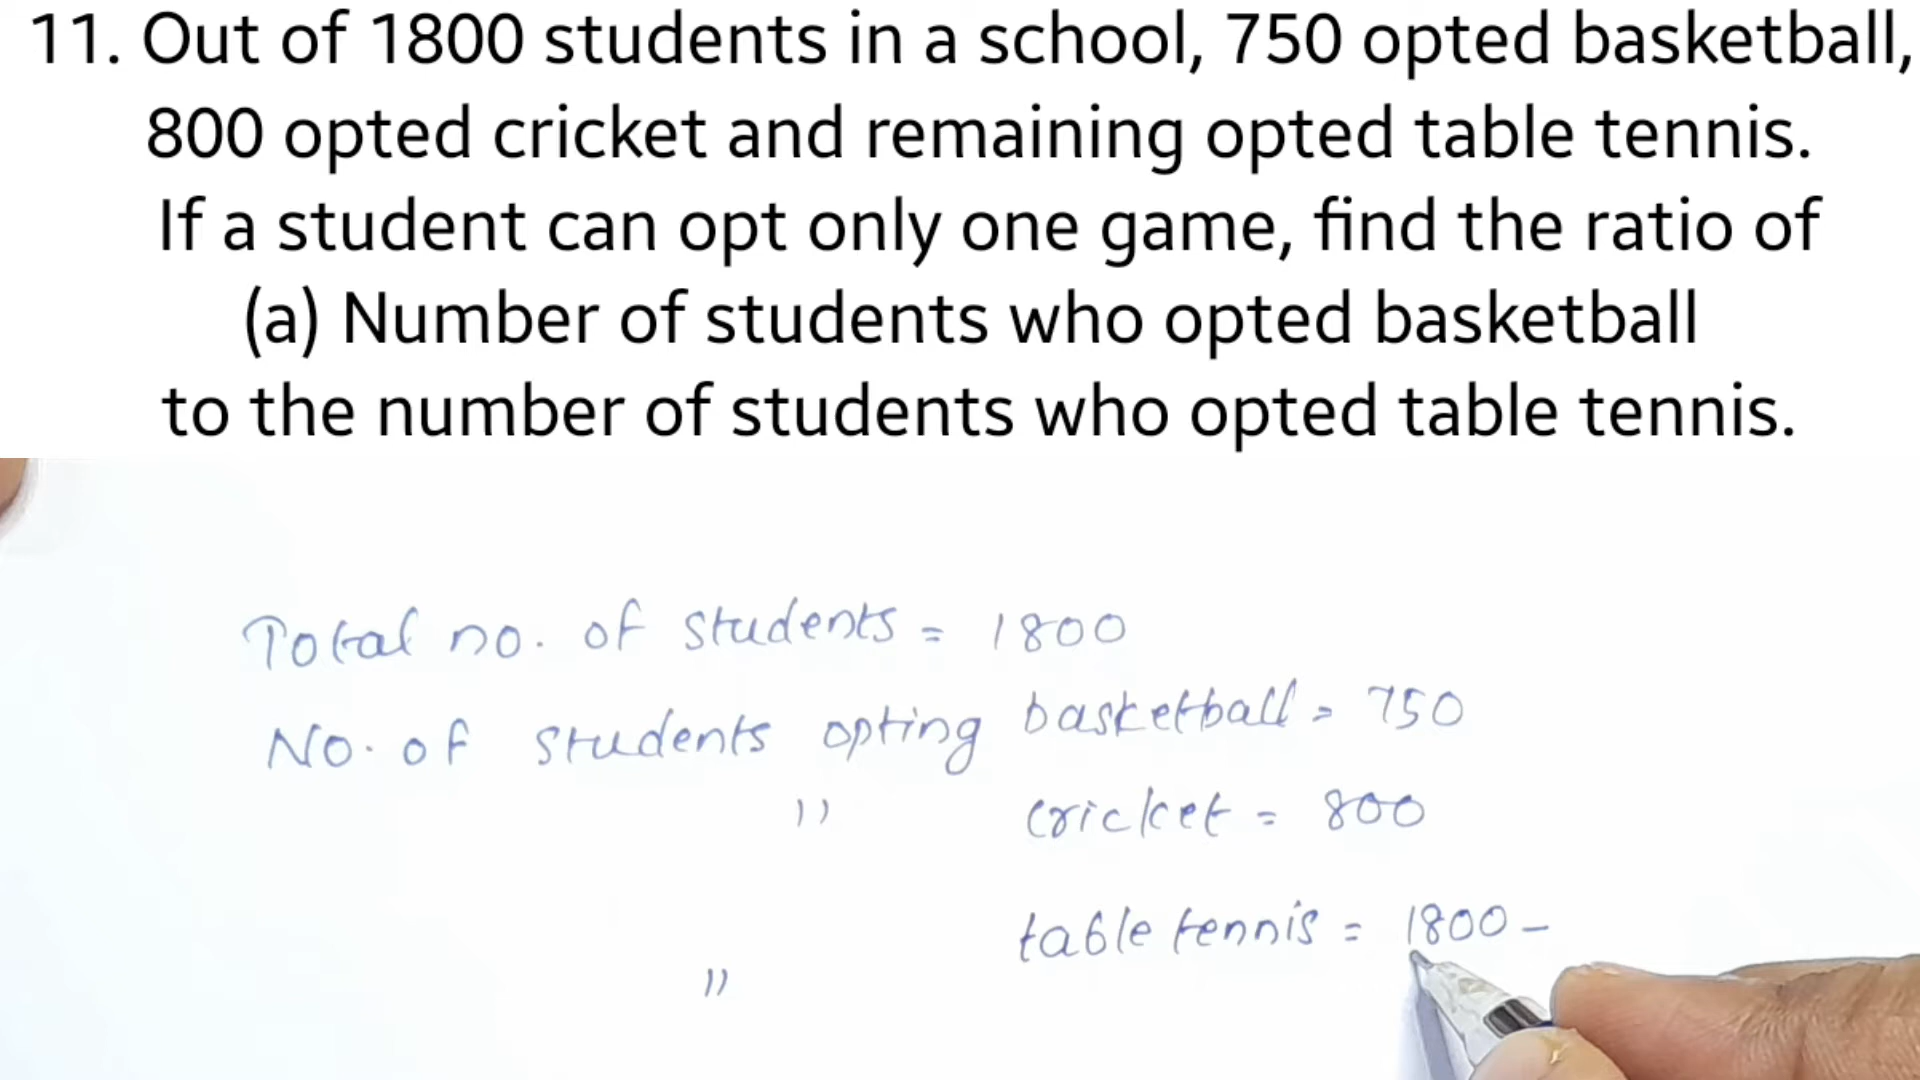 11. Out of 1800 students in a school, 750 opted basketball,
800 opted cricket and remaining opted table tennis.
If a student can opt only one game, find the ratio of
(a) Number of students who opted basketball
to the number of students who opted table tennis.
Total no. of students = 1800
No. of students opting basketball = 750
" cricket = 800
" table tennis = 1800 -